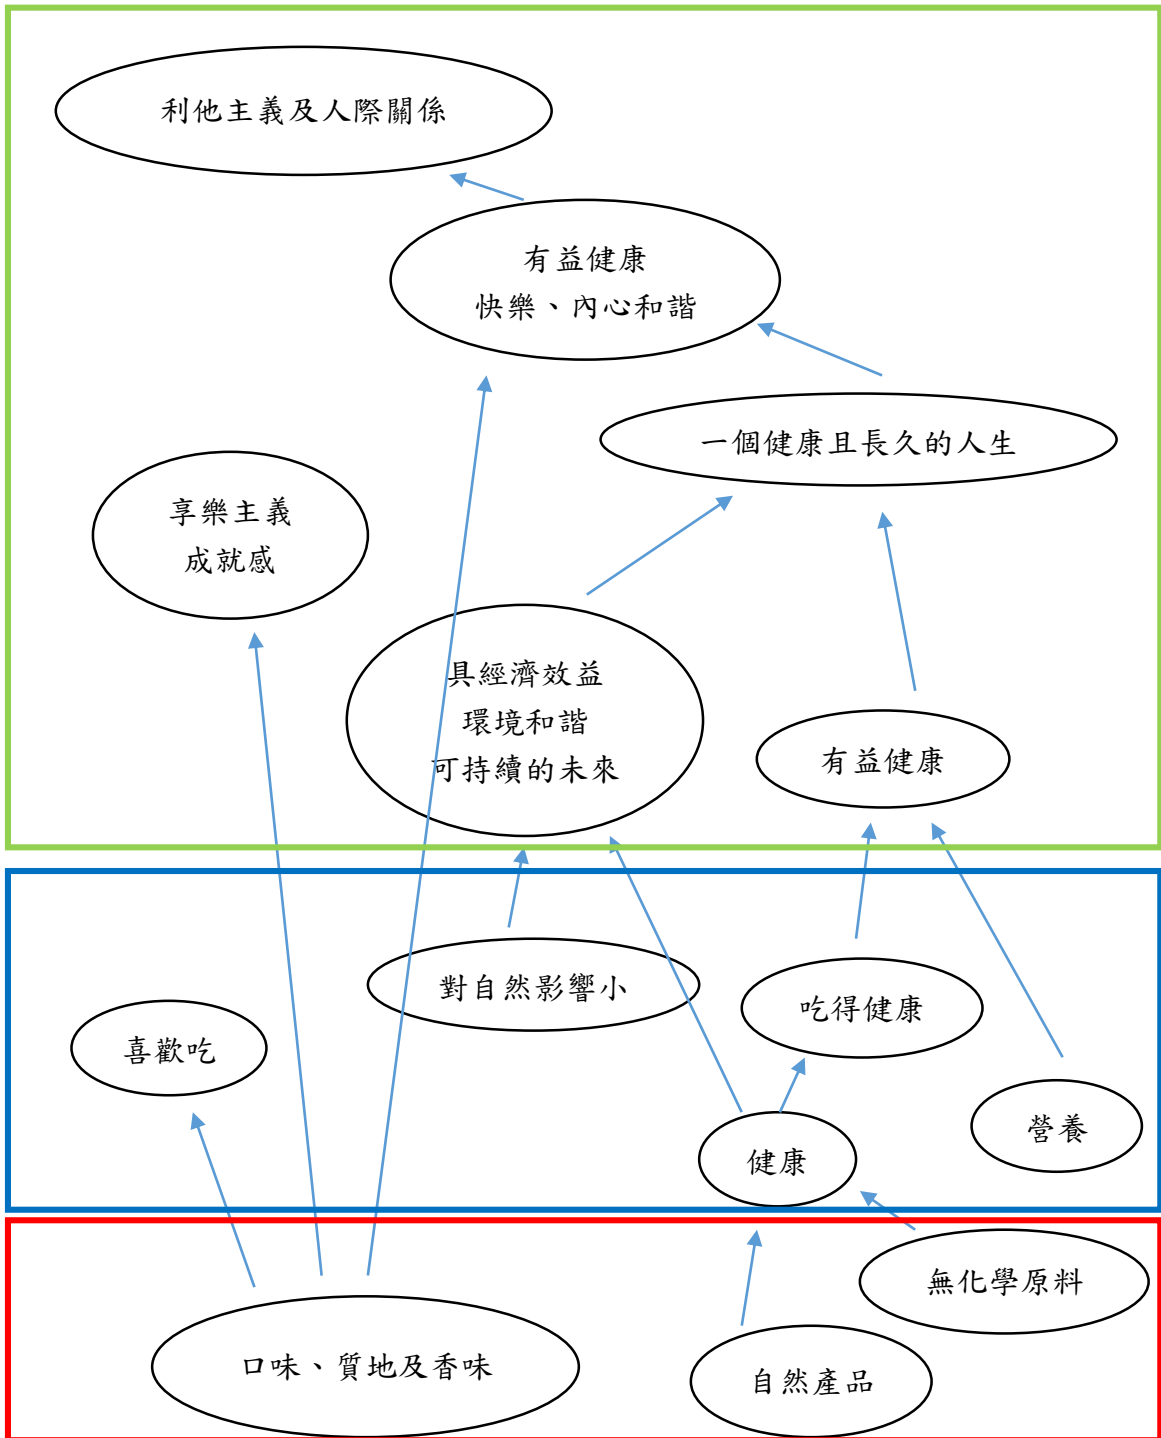 利他主義及人際關係
有益健康
快樂、內心和諧
一個健康且長久的人生
享樂主義
成就感
具經濟效益
環境和諧
可持續的未來
有益健康
對自然影響小
吃得健康
喜歡吃
營養
健康
無化學原料
口味、質地及香味
自然產品